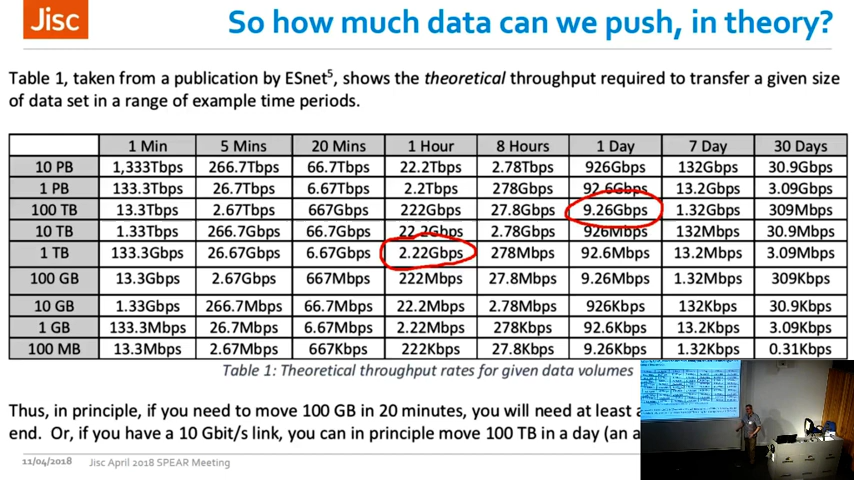 Jisc
So how much data can we push, in theory?
Table 1, taken from a publication by ESnet5, shows the theoretical throughput required to transfer a given size
of data set in a range of example time periods.
1 Min 5 Mins 20 Mins 1 Hour 8 Hours 1 Day 7 Day 30 Days
10 PB 1,333Tbps 266.7Tbps 66.7Tbps 22.2Tbps 2.78Tbps 926Gbps 132Gbps 30.9Gbps
1 PB 133.3Tbps 26.7Tbps 6.67Tbps 2.2Tbps 278Gbps 92.6Gbps 13.2Gbps 3.09Gbps
100 TB 13.3Tbps 2.67Tbps 667Gbps 222Gbps 27.8Gbps 9.26Gbps 1.32Gbps 309Mbps
10 TB 1.33Tbps 266.7Gbps 66.7Gbps 22.2Gbps 2.78Gbps 926Mbps 132Mbps 30.9Mbps
1 TB 133.3Gbps 26.67Gbps 6.67Gbps 2.22Gbps 278Mbps 92.6Mbps 13.2Mbps 3.09Mbps
100 GB 13.3Gbps 2.67Gbps 667Mbps 222Mbps 27.8Mbps 9.26Mbps 1.32Mbps 309Kbps
10 GB 1.33Gbps 266.7Mbps 66.7Mbps 22.2Mbps 2.78Mbps 926Kbps 132Kbps 30.9Kbps
1 GB 133.3Mbps 26.7Mbps 6.67Mbps 2.22Mbps 278Kbps 92.6Kbps 13.2Kbps 3.09Kbps
100 MB 13.3Mbps 2.67Mbps 667Kbps 222Kbps 27.8Kbps 9.26Kbps 1.32Kbps 0.31Kbps
Table 1: Theoretical throughput rates for given data volumes
Thus, in principle, if you need to move 100 GB in 20 minutes, you will need at least a
end. Or, if you have a 10 Gbit/s link, you can in principle move 100 TB in a day (an a
11/04/2018 Jisc April 2018 SPEAR Meeting